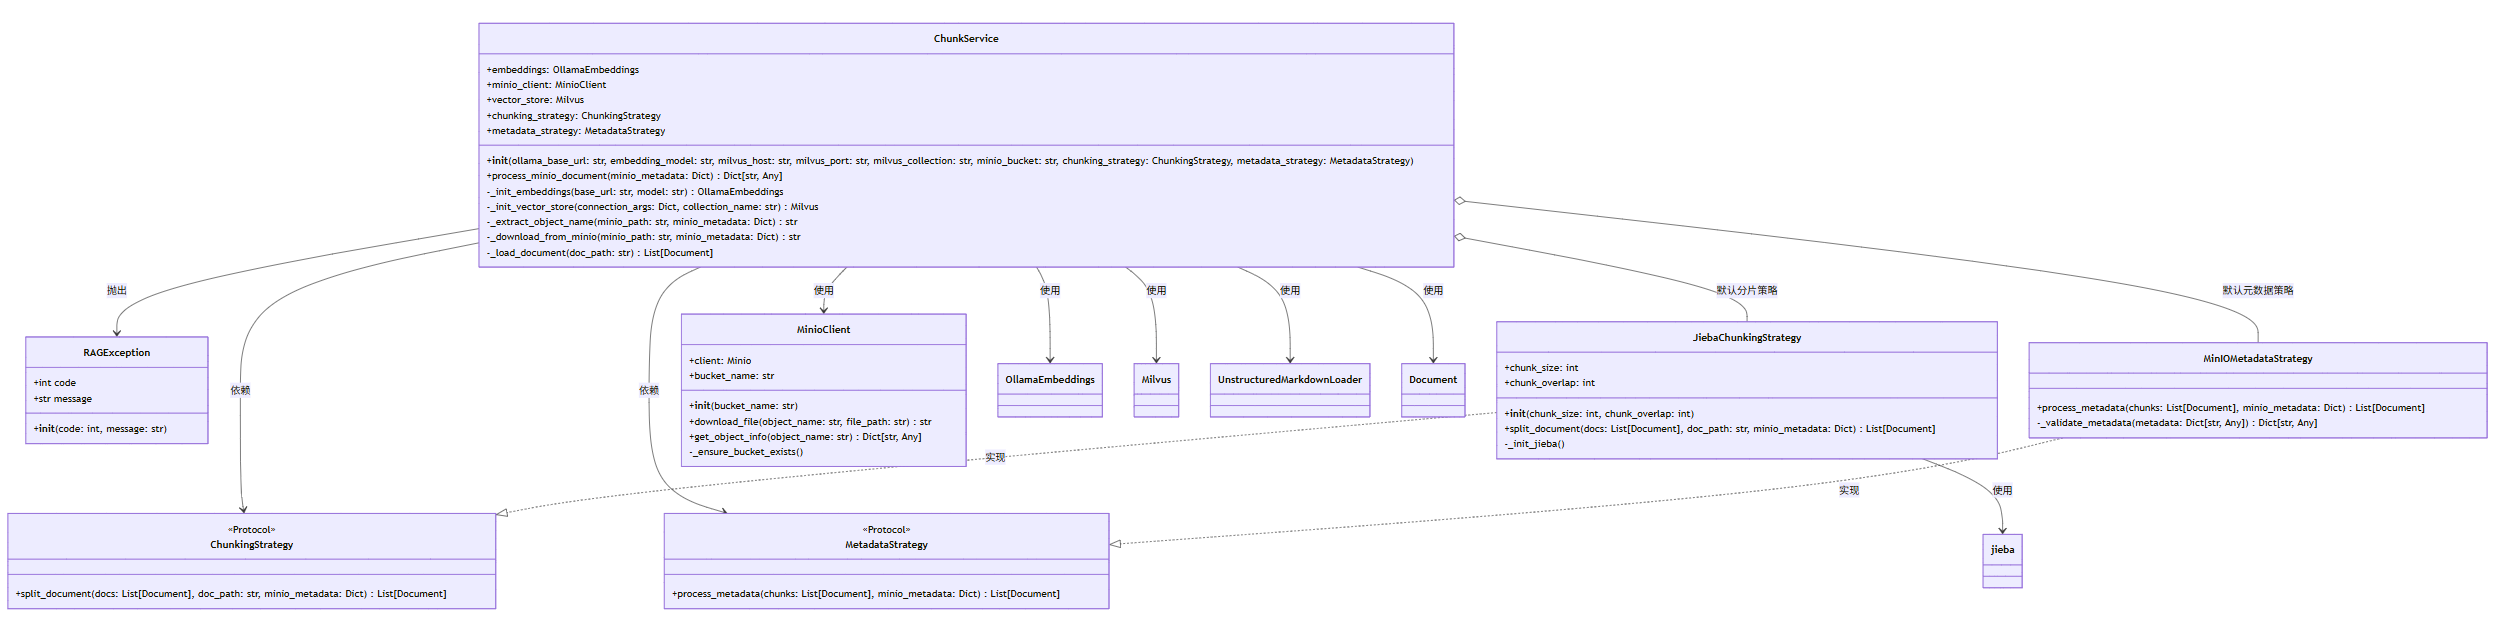 ChunkService
+embeddings: OllamaEmbeddings
+minio_client: MinioClient
+vector_store: Milvus
+chunking_strategy: ChunkingStrategy
+metadata_strategy: MetadataStrategy
+init(ollama_base_url: str, embedding_model: str, milvus_host: str, milvus_port: str, milvus_collection: str, minio_bucket: str, chunking_strategy: ChunkingStrategy, metadata_strategy: MetadataStrategy)
+process_minio_document(minio_metadata: Dict) : Dict[str, Any]
-_init_embeddings(base_url: str, model: str) : OllamaEmbeddings
-_init_vector_store(connection_args: Dict, collection_name: str) : Milvus
-_extract_object_name(minio_path: str, minio_metadata: Dict) : str
-_download_from_minio(minio_path: str, minio_metadata: Dict) : str
-_load_document(doc_path: str) : List[Document]
抛出
使用
使用
使用
使用
使用
默认分片策略
默认元数据策略
RAGException
+int code
+str message
+init(code: int, message: str)
依赖
依赖
MinioClient
+client: Minio
+bucket_name: str
+init(bucket_name: str)
+download_file(object_name: str, file_path: str) : str
+get_object_info(object_name: str) : Dict[str, Any]
-_ensure_bucket_exists()
OllamaEmbeddings
Milvus
UnstructuredMarkdownLoader
Document
JiebaChunkingStrategy
+chunk_size: int
+chunk_overlap: int
+init(chunk_size: int, chunk_overlap: int)
+split_document(docs: List[Document], doc_path: str, minio_metadata: Dict) : List[Document]
-_init_jieba()
MinIOMetadataStrategy
+process_metadata(chunks: List[Document], minio_metadata: Dict) : List[Document]
-_validate_metadata(metadata: Dict[str, Any]) : Dict[str, Any]
实现
实现
使用
«Protocol»
ChunkingStrategy
+split_document(docs: List[Document], doc_path: str, minio_metadata: Dict) : List[Document]
«Protocol»
MetadataStrategy
+process_metadata(chunks: List[Document], minio_metadata: Dict) : List[Document]
jieba